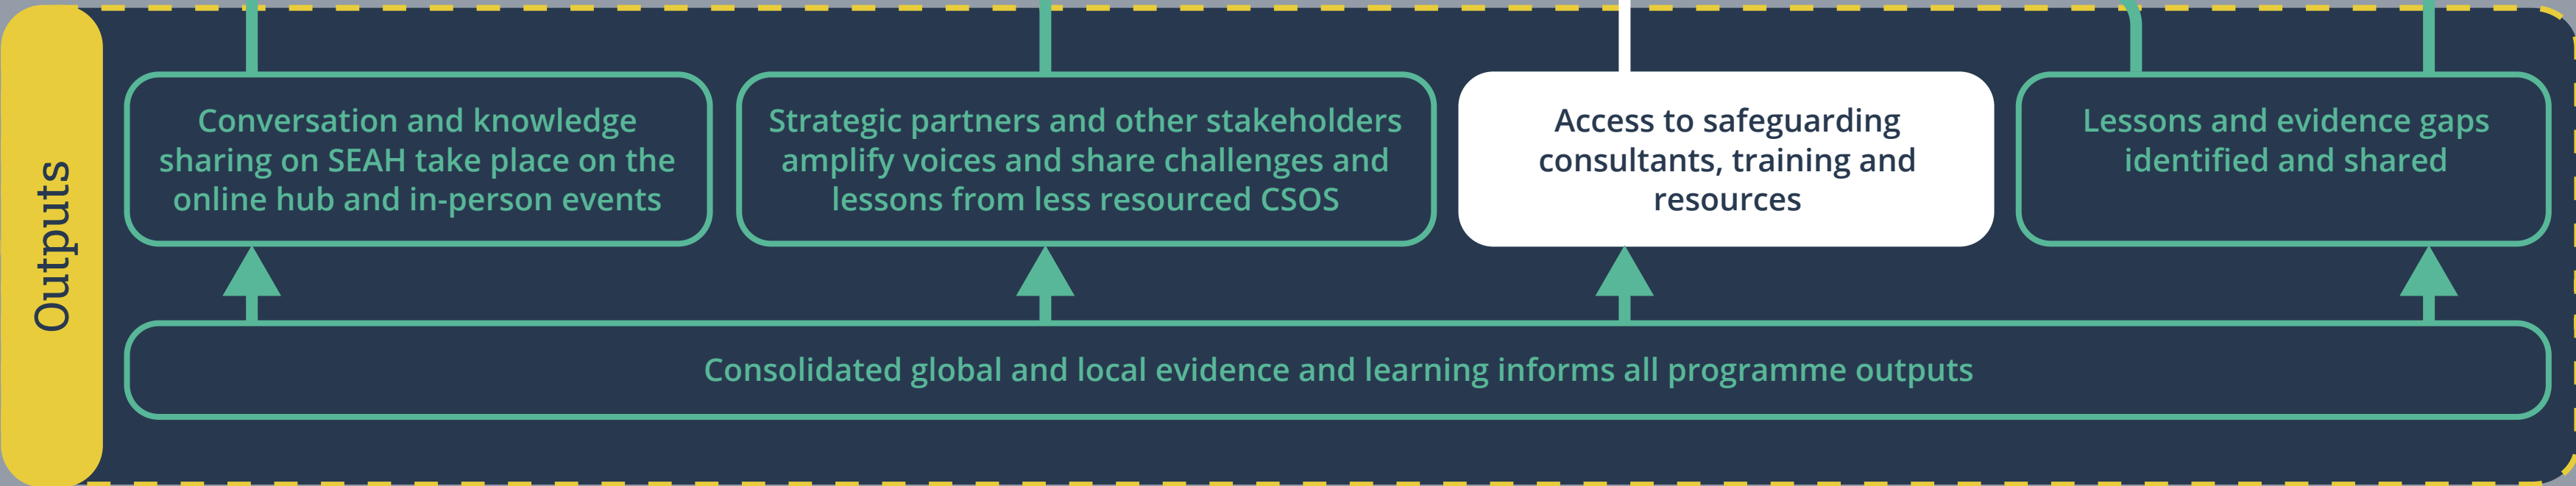 Outputs
Conversation and knowledge
sharing on SEAH take place on the
online hub and in-person events
Strategic partners and other stakeholders
amplify voices and share challenges and
lessons from less resourced CSOS
Access to safeguarding
consultants, training and
resources
Lessons and evidence gaps
identified and shared
Consolidated global and local evidence and learning informs all programme outputs